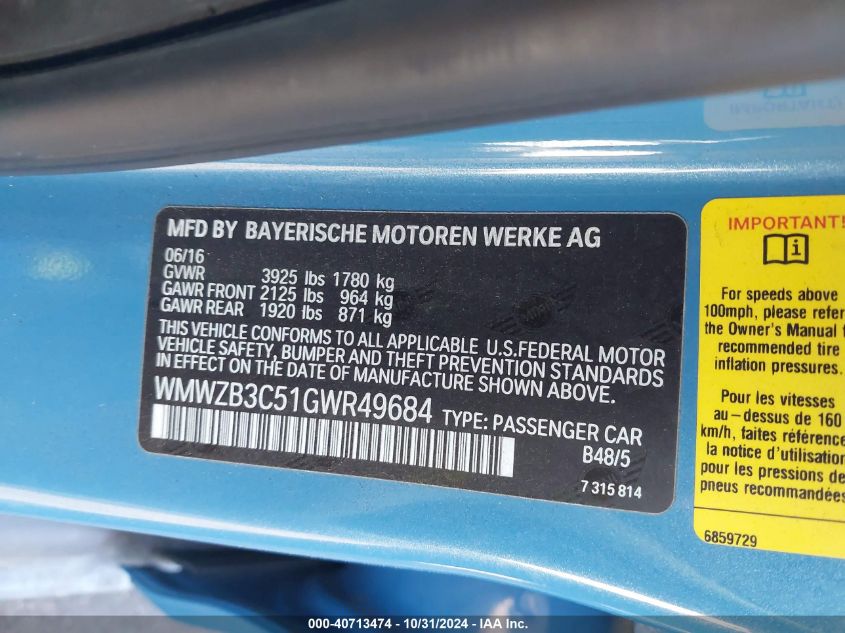 MFD BY BAYERISCHE MOTOREN WERKE AG
06/16
GVWR 3925 lbs 1780 kg
GAWR FRONT 2125 lbs 964 kg
GAWR REAR 1920 lbs 871 kg
THIS VEHICLE CONFORMS TO ALL APPLICABLE U.S.FEDERAL MOTOR
VEHICLE SAFETY, BUMPER AND THEFT PREVENTION STANDARDS
IN EFFECT ON THE DATE OF MANUFACTURE SHOWN ABOVE.
WMWZB3C51GWR49684 TYPE: PASSENGER CAR
B48/5
7 315 814
IMPORTANT!
i
For speeds above
100mph, please refer
the Owner's Manual
recommended tire
inflation pressures.
Pour les vitesses
au-dessus de 160
km/h, faites référence
la notice d'utilisation
pour les pressions de
pneus recommandées
6859729
000-40713474 - 10/31/2024 - IAA Inc.